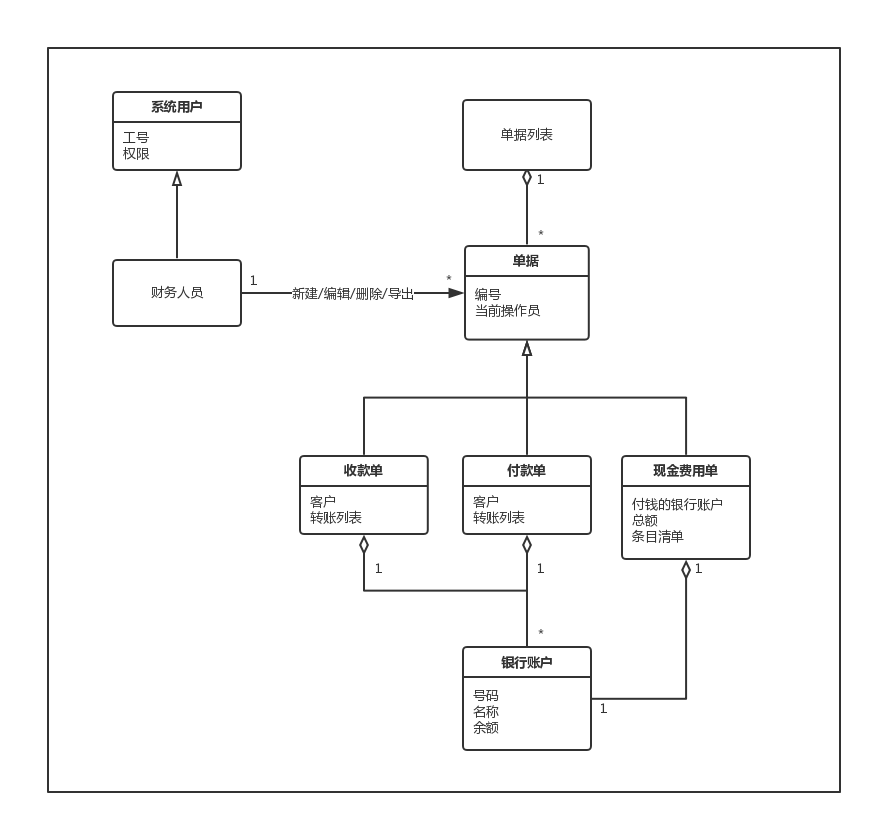 系统用户
工号
权限
单据列表
1
*
财务人员
1
新建/编辑/删除/导出
*
单据
编号
当前操作员
收款单
客户
转账列表
付款单
客户
转账列表
现金费用单
付钱的银行账户
总额
条目清单
1
1
1
*
银行账户
号码
名称
余额
1